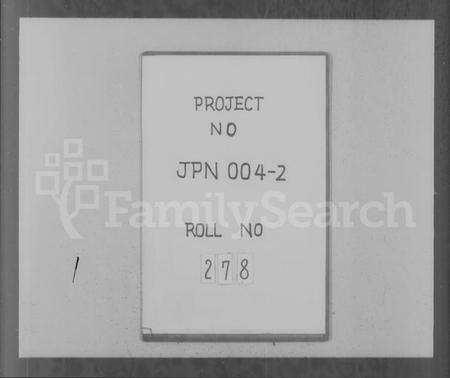 PROJECT
NO
JPN 004-2
FamilySearch
ROLL NO
278